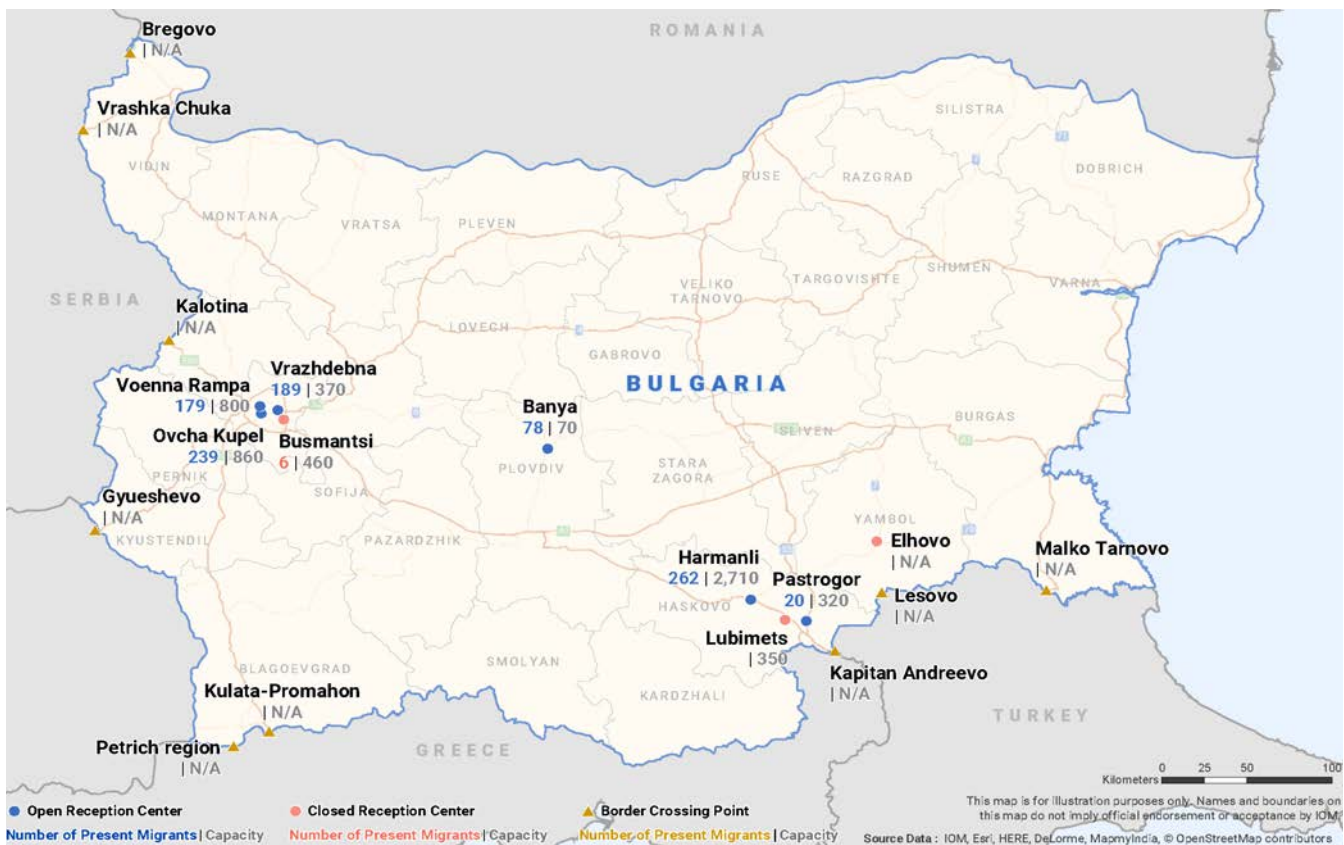 Bregovo
| N/A
ROMANIA
Vrashka Chuka
| N/A
SILISTRA
VIDIN
DOBRICH
RUSE
RAZGRAD
MONTANA
VRATSA
PLEVEN
SHUMEN
TARGOVISHTE
VELIKO
TARNOVO
VARNA
SERBIA
Kalotina
| N/A
LOVECH
GABROVO
Vrazhdebna
189 | 370
BULGARIA
Voenna Rampa
179 | 800
Banya
78 | 70
BURGAS
SLIVEN
Ovcha Kupel
239 | 860
Busmantsi
6 | 460
PLOVDIV
STARA
ZAGORA
PERNIK
SOFIJA
Gyueshevo
| N/A
KYUSTENDIL
PAZARDZHIK
YAMBOL
Elhovo
| N/A
Malko Tarnovo
| N/A
Harmanli
262 | 2,710
Pastrogor
20 | 320
Lesovo
| N/A
HASKOVO
Lubimets
| 350
SMOLYAN
BLAGOEVGRAD
Kapitan Andreevo
| N/A
KARDZHALI
Kulata-Promahon
| N/A
TURKEY
Petrich region
| N/A
GREECE
0 25 50 100
Kilometers
Open Reception Center
Number of Present Migrants | Capacity
Closed Reception Center
Number of Present Migrants | Capacity
Border Crossing Point
Number of Present Migrants | Capacity
This map is for illustration purposes only. Names and boundaries on
this map do not imply official endorsement or acceptance by IOM
Source Data : IOM, Esri, HERE, DeLorme, MapmyIndia, © OpenStreetMap contributors